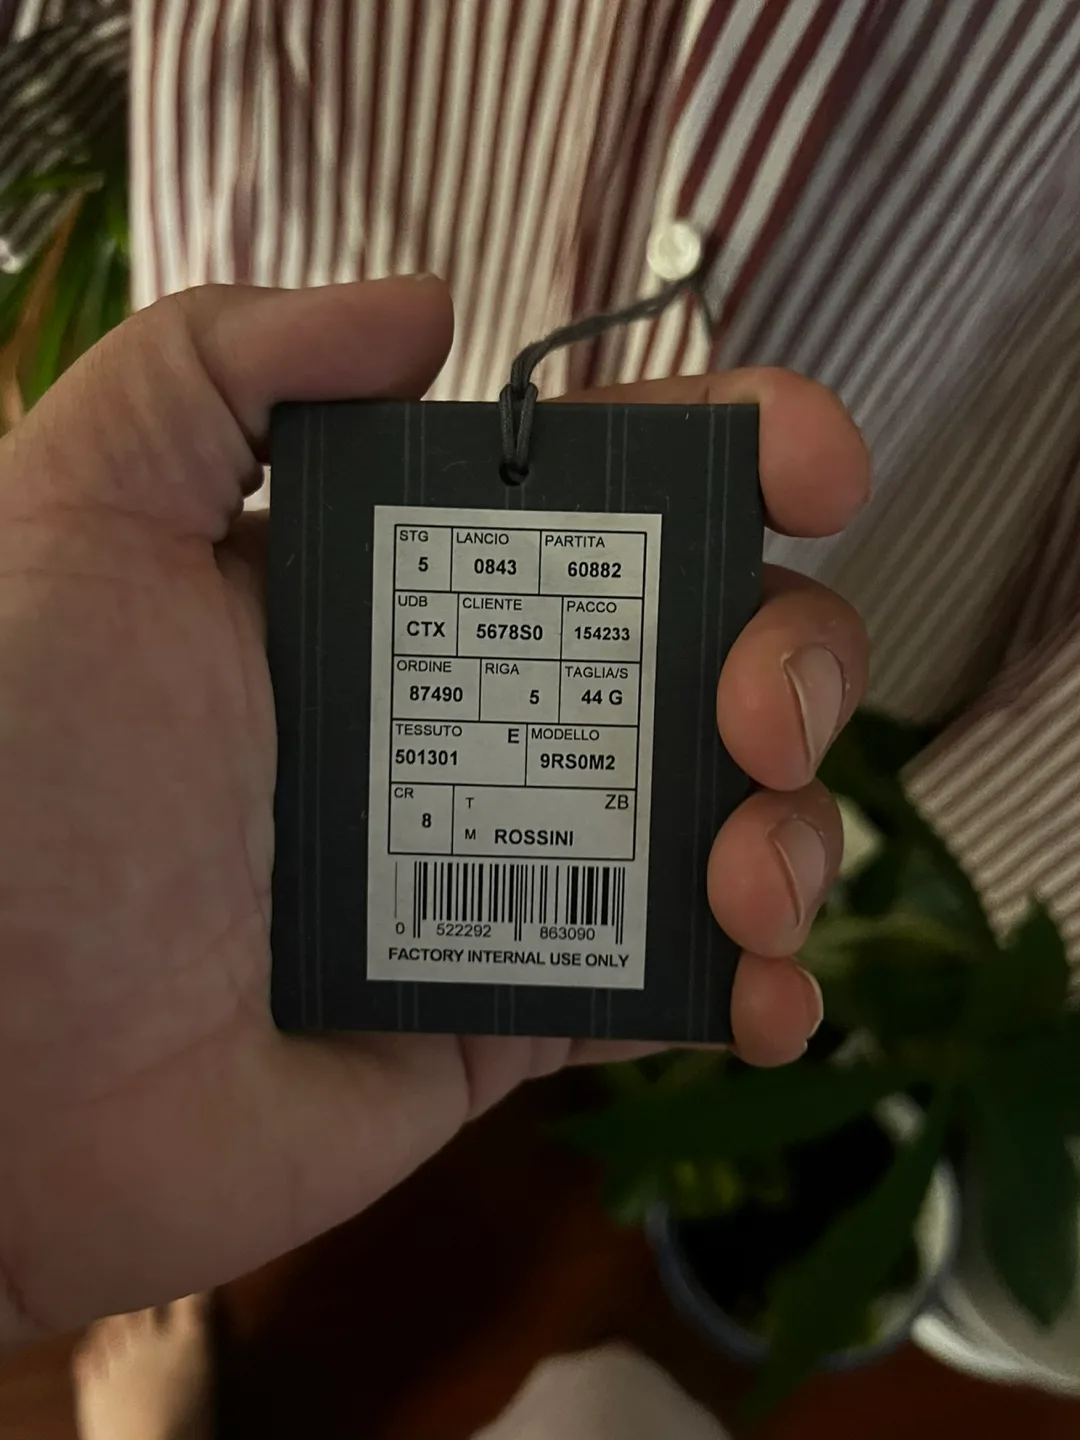 STG LANCIO PARTITA
5 0843 60882
UDB CLIENTE PACCO
CTX 5678S0 154233
ORDINE RIGA TAGLIA/S
87490 5 44 G
TESSUTO E MODELLO
501301 9RS0M2
CR T ZB
8 M ROSSINI
0 522292 863090
FACTORY INTERNAL USE ONLY